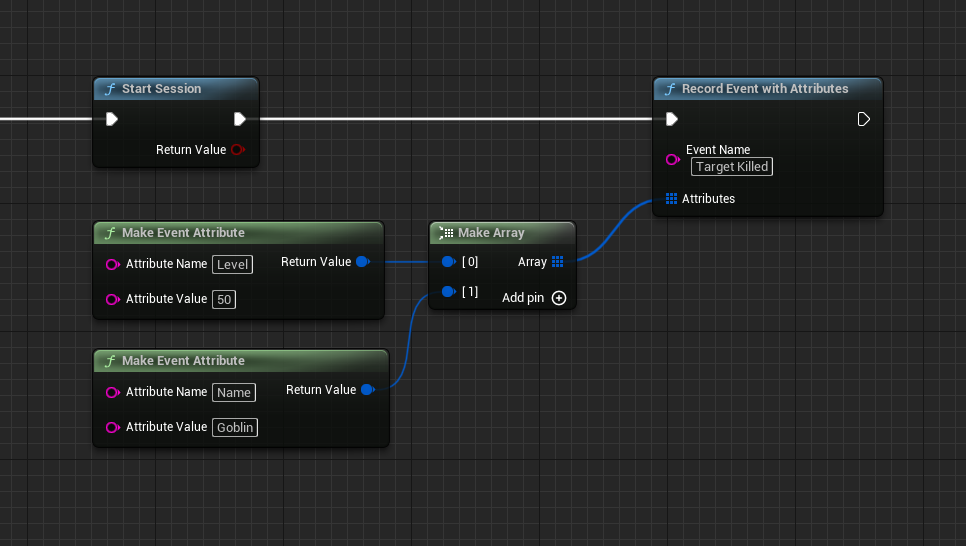 Start Session
Return Value
Record Event with Attributes
Event Name
Target Killed
Attributes
Make Event Attribute
Attribute Name Level Return Value
Attribute Value 50
Make Array
[ 0] Array
[ 1] Add pin
Make Event Attribute
Attribute Name Name Return Value
Attribute Value Goblin